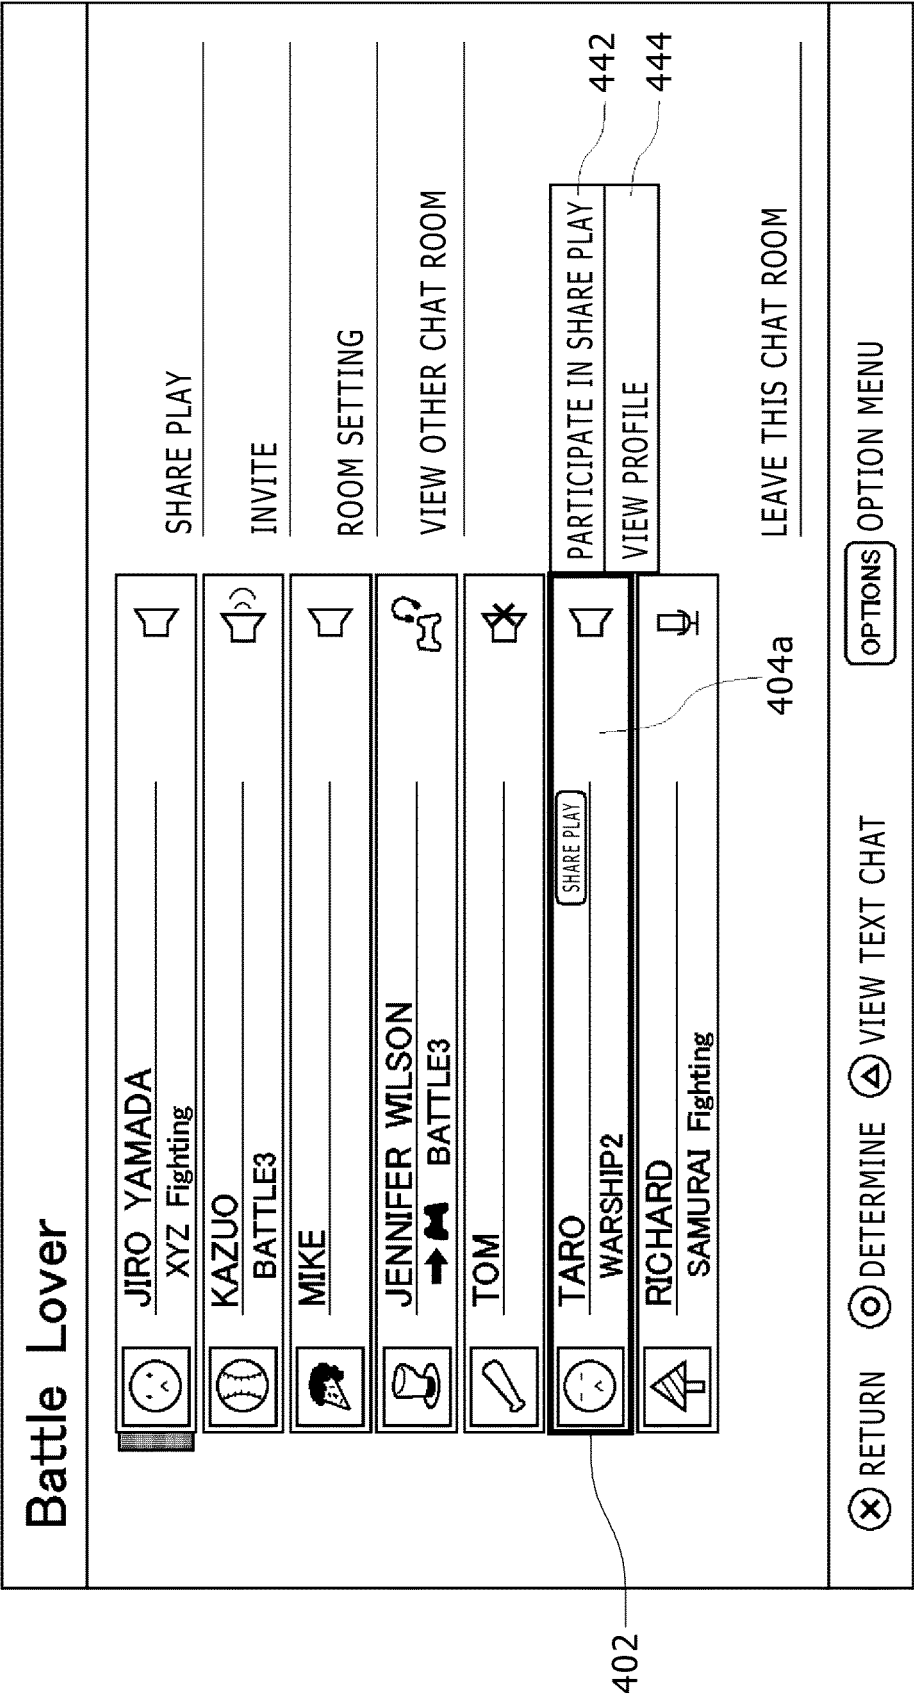 Battle Lover
JIRO YAMADA
XYZ Fighting
KAZUO
BATTLE3
MIKE
JENNIFER WILSON
BATTLE3
TOM
TARO
SHARE PLAY
WARSHIP2
RICHARD
SAMURAI Fighting
SHARE PLAY
INVITE
ROOM SETTING
VIEW OTHER CHAT ROOM
PARTICIPATE IN SHARE PLAY
VIEW PROFILE
LEAVE THIS CHAT ROOM
442
444
404a
402
RETURN DETERMINE VIEW TEXT CHAT OPTIONS OPTION MENU